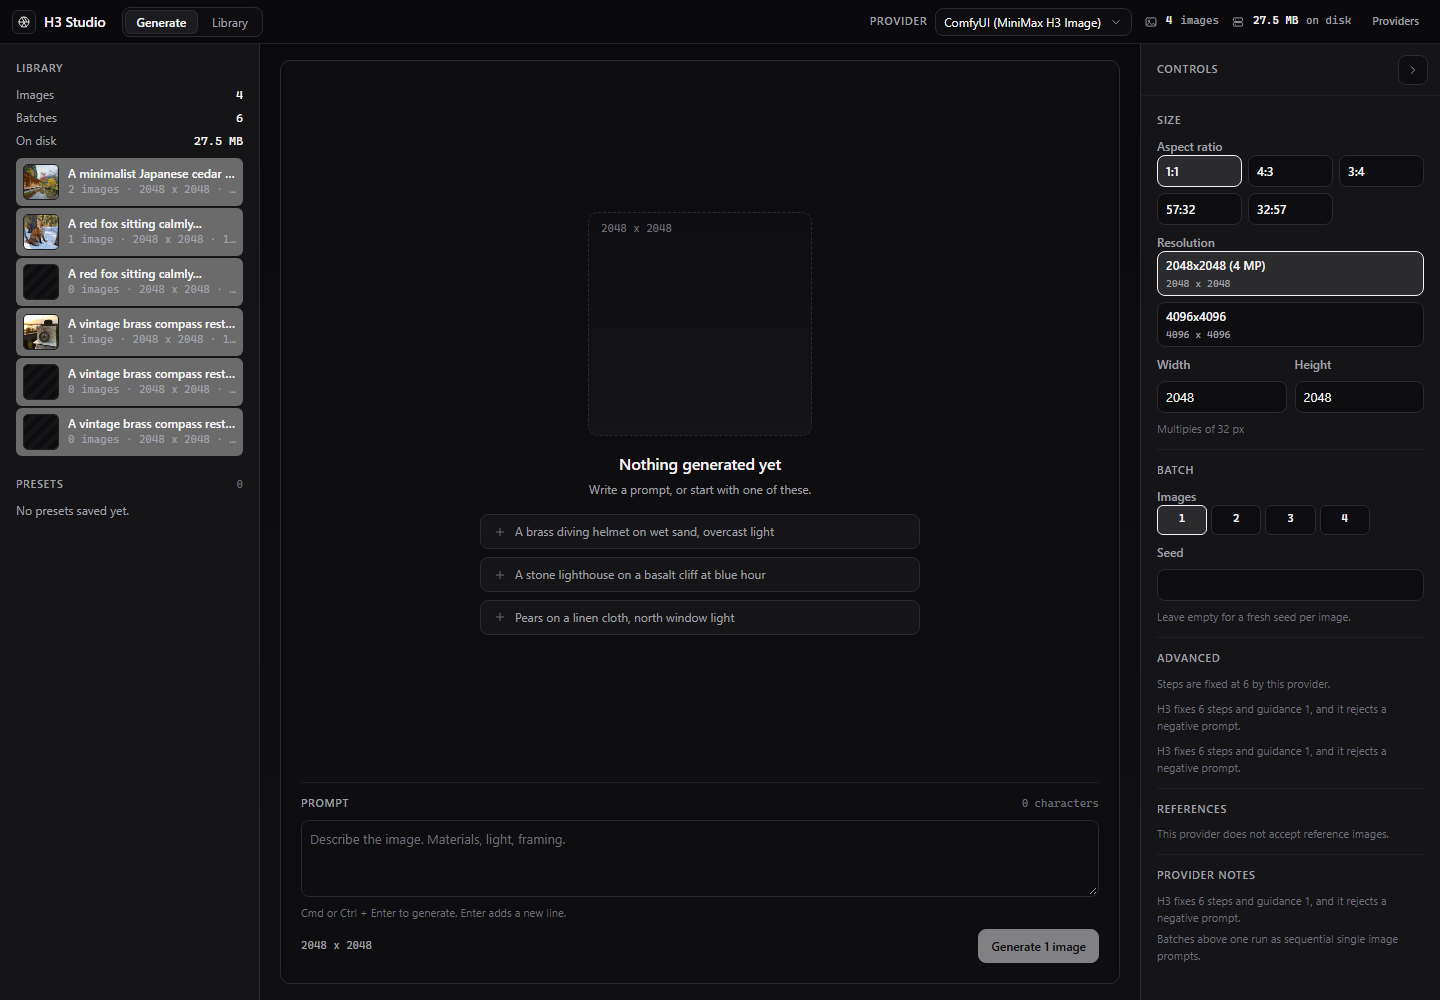 H3 Studio
Generate
Library
PROVIDER
ComfyUI (MiniMax H3 Image)
4 images
27.5 MB on disk
Providers
LIBRARY
Images 4
Batches 6
On disk 27.5 MB
A minimalist Japanese cedar ...
2 images · 2048 x 2048 · …
A red fox sitting calmly...
1 image · 2048 x 2048 · 1…
A red fox sitting calmly...
0 images · 2048 x 2048 · …
A vintage brass compass rest...
1 image · 2048 x 2048 · 1…
A vintage brass compass rest...
0 images · 2048 x 2048 · …
A vintage brass compass rest...
0 images · 2048 x 2048 · …
PRESETS 0
No presets saved yet.
2048 x 2048
Nothing generated yet
Write a prompt, or start with one of these.
+ A brass diving helmet on wet sand, overcast light
+ A stone lighthouse on a basalt cliff at blue hour
+ Pears on a linen cloth, north window light
PROMPT 0 characters
Describe the image. Materials, light, framing.
Cmd or Ctrl + Enter to generate. Enter adds a new line.
2048 x 2048
Generate 1 image
CONTROLS
SIZE
Aspect ratio
1:1 4:3 3:4
57:32 32:57
Resolution
2048x2048 (4 MP)
2048 x 2048
4096x4096
4096 x 4096
Width Height
2048 2048
Multiples of 32 px
BATCH
Images
1 2 3 4
Seed
Leave empty for a fresh seed per image.
ADVANCED
Steps are fixed at 6 by this provider.
H3 fixes 6 steps and guidance 1, and it rejects a
negative prompt.
H3 fixes 6 steps and guidance 1, and it rejects a
negative prompt.
REFERENCES
This provider does not accept reference images.
PROVIDER NOTES
H3 fixes 6 steps and guidance 1, and it rejects a
negative prompt.
Batches above one run as sequential single image
prompts.